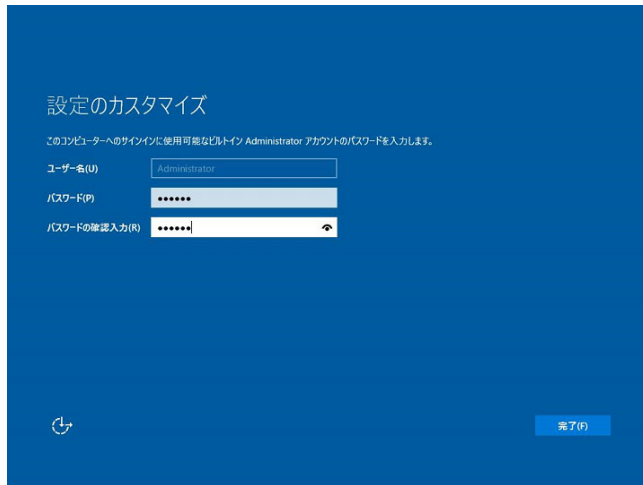 設定のカスタマイズ
このコンピューターへのサインインに使用可能なビルトイン Administrator アカウントのパスワードを入力します。
ユーザー名(U) Administrator
パスワード(P) ••••••
パスワードの確認入力(R) ••••••
完了(F)